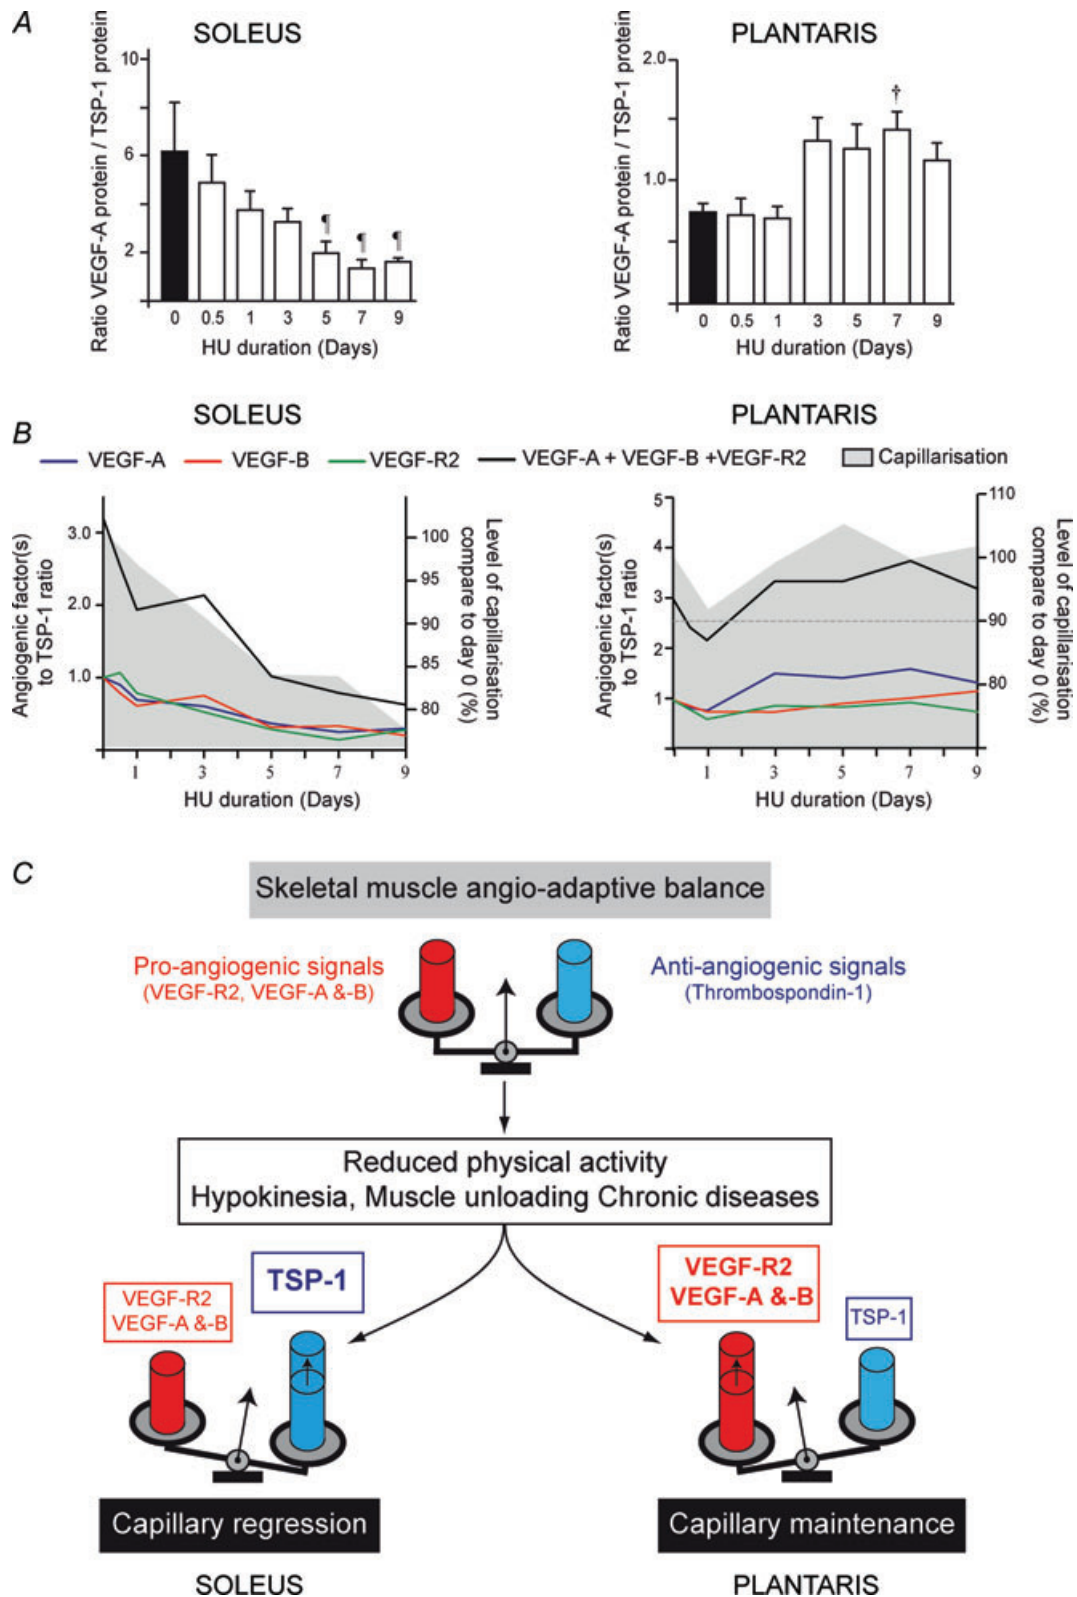 A
SOLEUS
PLANTARIS
Ratio VEGF-A protein / TSP-1 protein
10
6
2
¶ ¶ ¶
0 0.5 1 3 5 7 9
HU duration (Days)
Ratio VEGF-A protein / TSP-1 protein
2.0
1.0
†
0 0.5 1 3 5 7 9
HU duration (Days)
B
SOLEUS
PLANTARIS
VEGF-A VEGF-B VEGF-R2 VEGF-A + VEGF-B +VEGF-R2 Capillarisation
Angiogenic factor(s)
to TSP-1 ratio
3.0
2.0
1.0
100
95
90
85
80
Level of capillarisation
compare to day 0 (%)
1 3 5 7 9
HU duration (Days)
Angiogenic factor(s)
to TSP-1 ratio
5
4
3
2
1
110
100
90
80
Level of capillarisation
compare to day 0 (%)
1 3 5 7 9
HU duration (Days)
C
Skeletal muscle angio-adaptive balance
Pro-angiogenic signals
(VEGF-R2, VEGF-A &-B)
Anti-angiogenic signals
(Thrombospondin-1)
Reduced physical activity
Hypokinesia, Muscle unloading Chronic diseases
VEGF-R2
VEGF-A &-B
TSP-1
VEGF-R2
VEGF-A &-B
TSP-1
Capillary regression
Capillary maintenance
SOLEUS
PLANTARIS